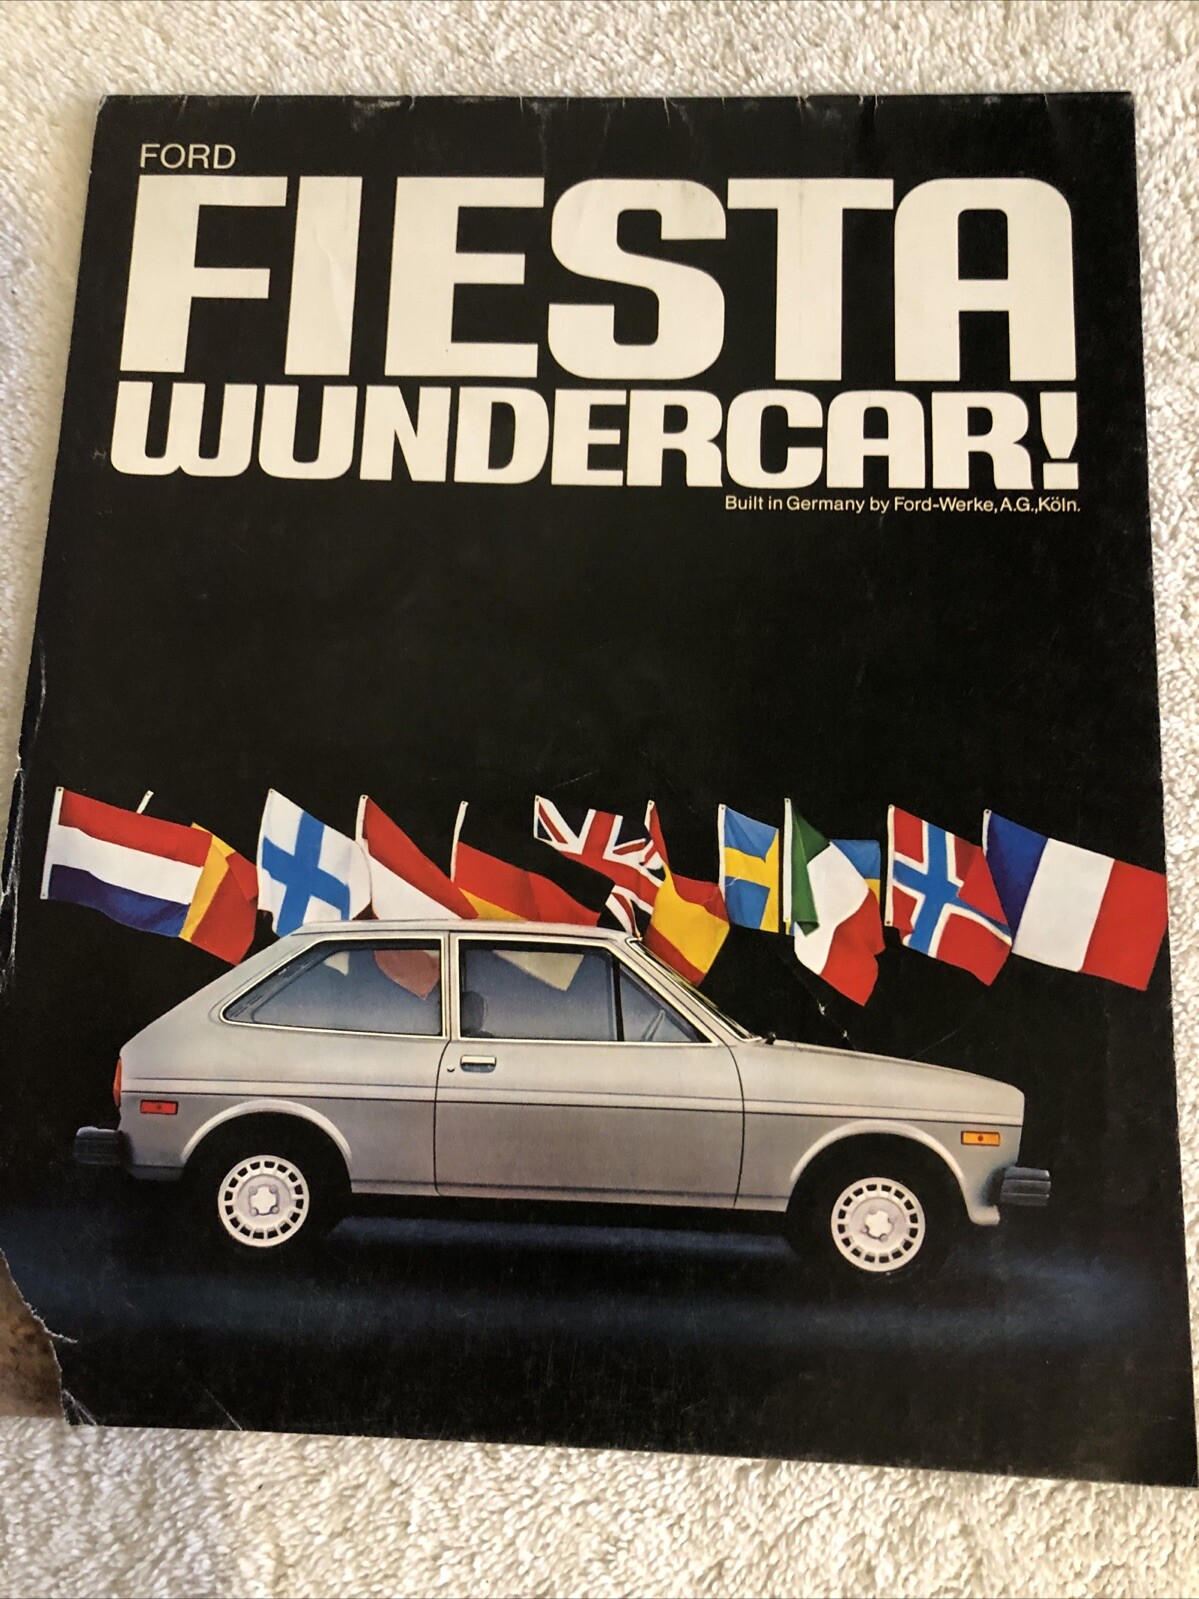 FORD
FIESTA
WUNDERCAR!
Built in Germany by Ford-Werke, A.G., Köln.